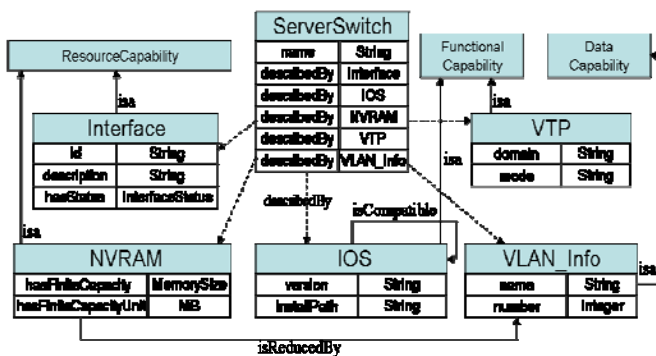 ServerSwitch
name String
describedBy Interface
describedBy IOS
describedBy NVRAM
describedBy VTP
describedBy VLAN_Info
ResourceCapability
Functional
Capability
Data
Capability
isa
isa
isa
isa
isa
Interface
id String
description String
hasStatus InterfaceStatus
VTP
domain String
mode String
describedBy
isCompatible
NVRAM
hasFiniteCapacity MemorySize
hasFiniteCapacityUnit MB
IOS
version String
installPath String
VLAN_Info
name String
number Integer
isReducedBy